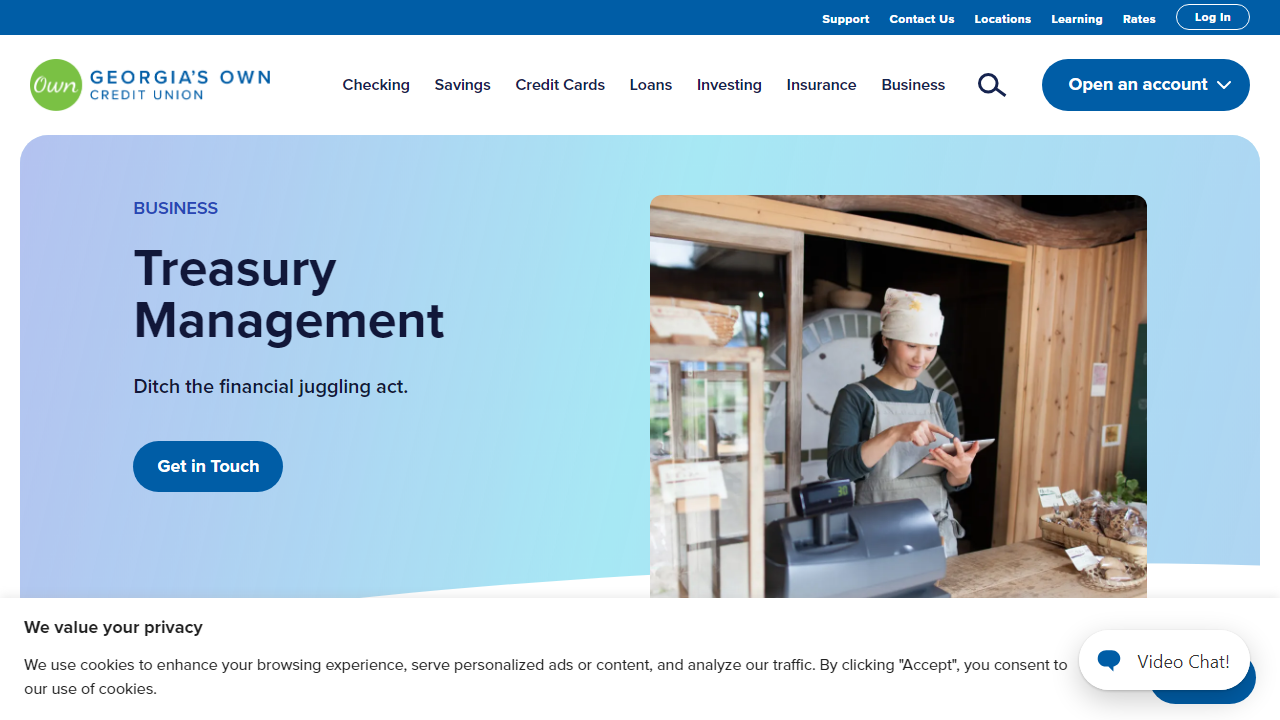 Support Contact Us Locations Learning Rates Log In
Own GEORGIA'S OWN
CREDIT UNION
Checking Savings Credit Cards Loans Investing Insurance Business Open an account
BUSINESS
Treasury
Management
Ditch the financial juggling act.
Get in Touch
We value your privacy
We use cookies to enhance your browsing experience, serve personalized ads or content, and analyze our traffic. By clicking "Accept", you consent to
our use of cookies.
Video Chat!